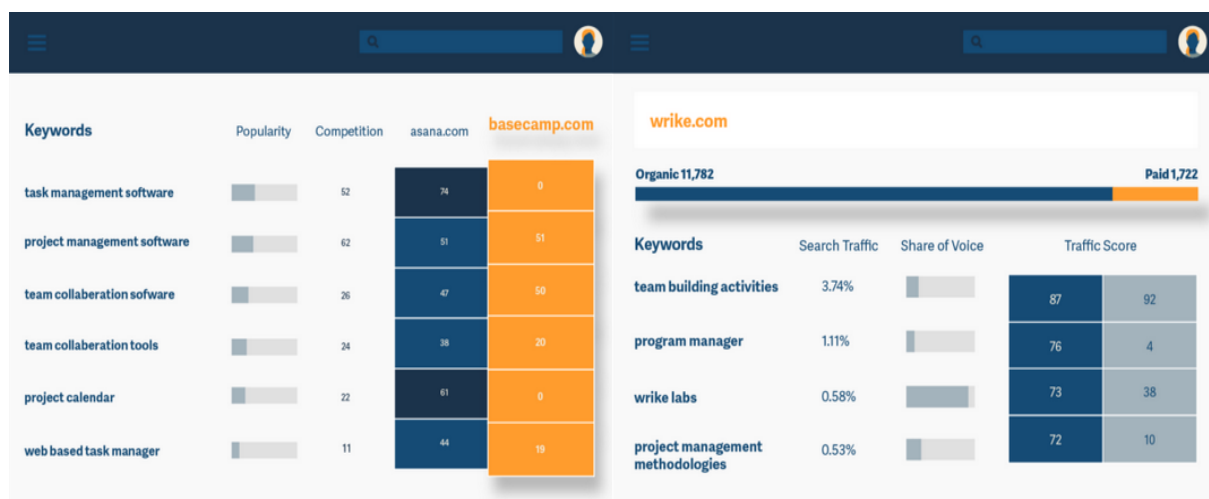 Keywords Popularity Competition asana.com basecamp.com
task management software 52 74 0
project management software 62 51 51
team collaberation sofware 26 47 50
team collaberation tools 24 38 20
project calendar 22 61 0
web based task manager 11 44 19
wrike.com
Organic 11,782 Paid 1,722
Keywords Search Traffic Share of Voice Traffic Score
team building activities 3.74% 87 92
program manager 1.11% 76 4
wrike labs 0.58% 73 38
project management
methodologies 0.53% 72 10